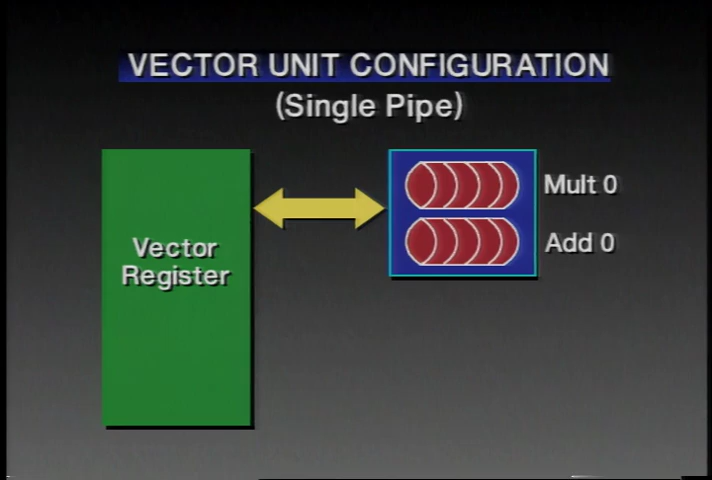 VECTOR UNIT CONFIGURATION
(Single Pipe)
Mult 0
Add 0
Vector
Register